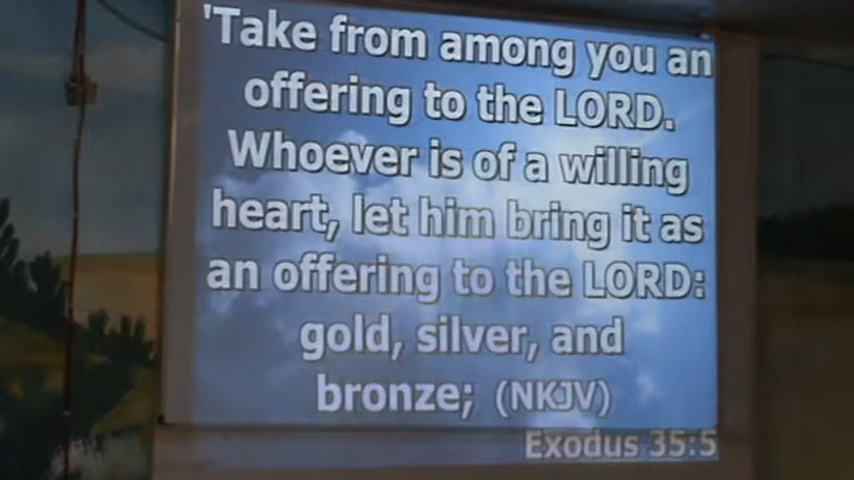 'Take from among you an
offering to the LORD.
Whoever is of a willing
heart, let him bring it as
an offering to the LORD:
gold, silver, and
bronze; (NKJV)
Exodus 35:5